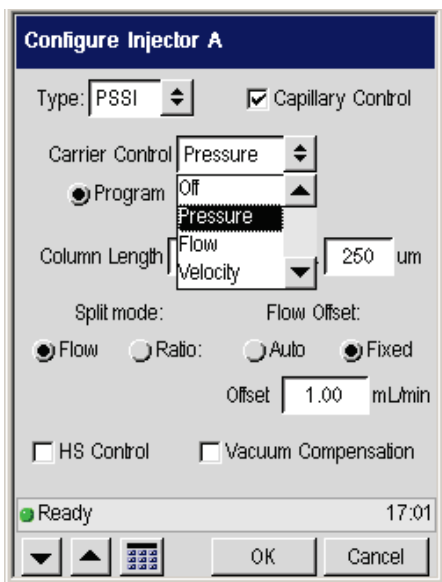 Configure Injector A
Type: PSSI Capillary Control
Carrier Control Pressure
Program Off
Pressure
Flow
Column Length 250 um
Velocity
Split mode: Flow Offset:
Flow Ratio: Auto Fixed
Offset 1.00 mL/min
HS Control Vacuum Compensation
Ready 17:01
OK Cancel